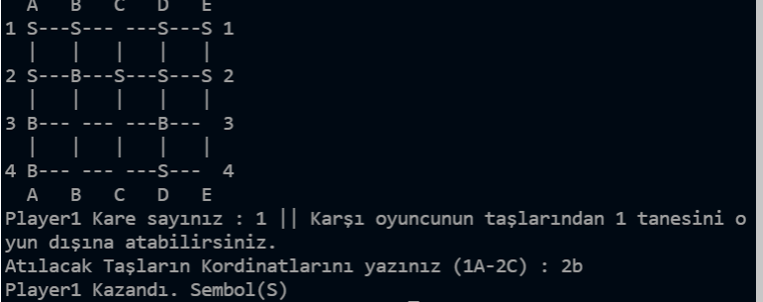 A   B   C   D   E
1 S---S--- ---S---S 1
  |   |   |   |   |
2 S---B---S---S---S 2
  |   |   |   |   |
3 B--- --- ---B---  3
  |   |   |   |   |
4 B--- --- ---S---  4
  A   B   C   D   E
Player1 Kare sayınız : 1 || Karşı oyuncunun taşlarından 1 tanesini o
yun dışına atabilirsiniz.
Atılacak Taşların Kordinatlarını yazınız (1A-2C) : 2b
Player1 Kazandı. Sembol(S)